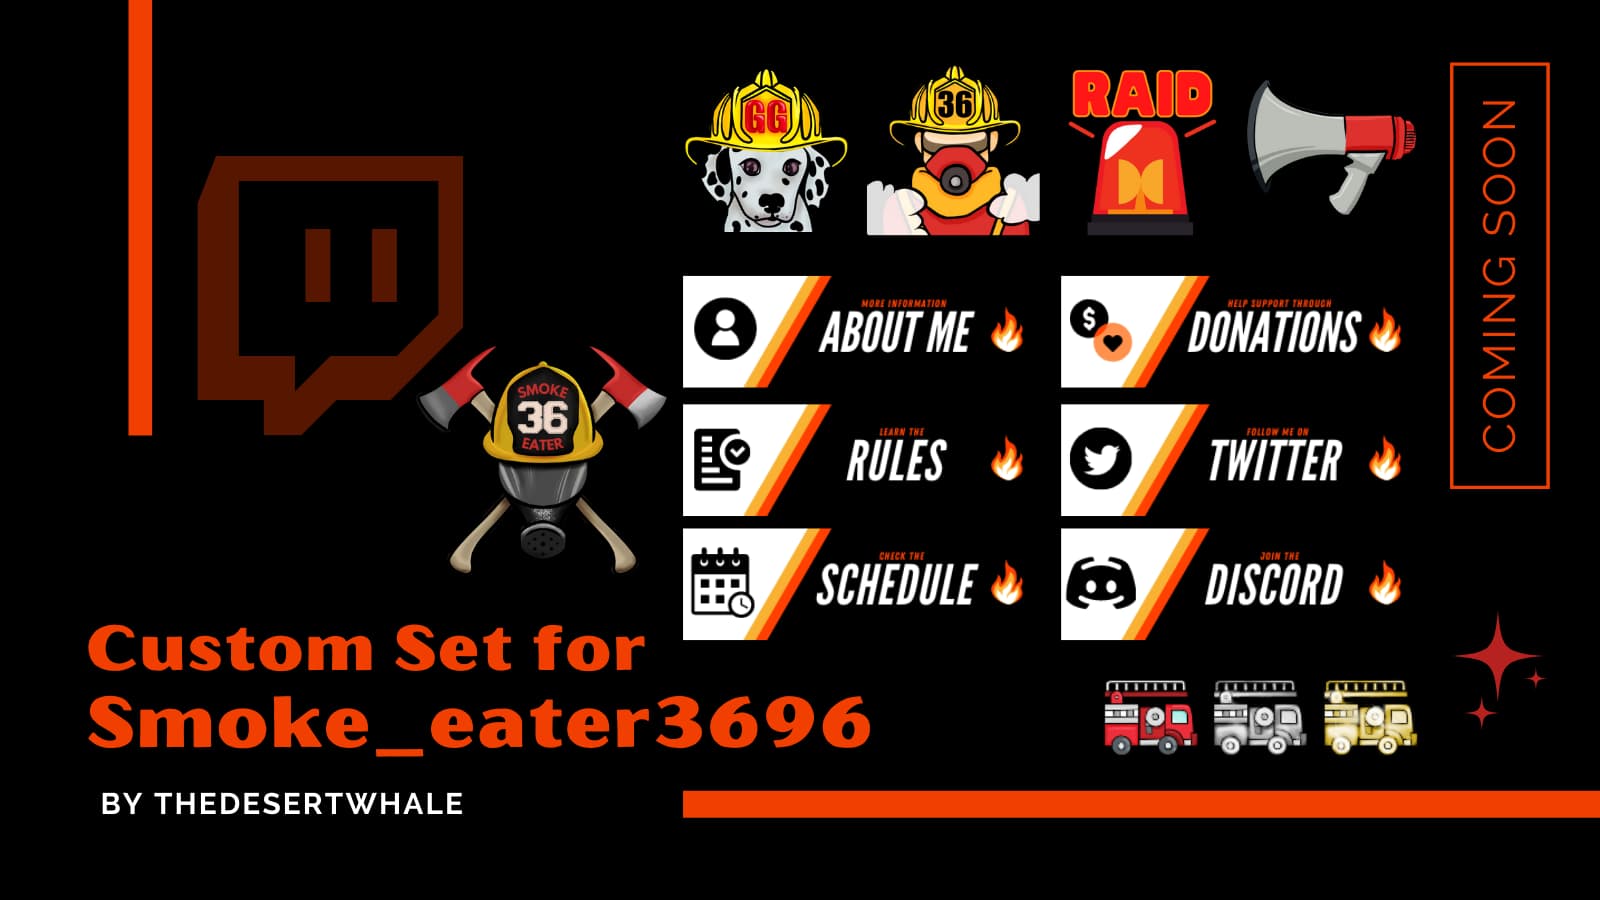 GG
36
RAID
COMING SOON
MORE INFORMATION
ABOUT ME
HELP SUPPORT THROUGH
DONATIONS
$
LEARN THE
RULES
FOLLOW ME ON
TWITTER
CHECK THE
SCHEDULE
JOIN THE
DISCORD
SMOKE
36
EATER
Custom Set for
Smoke_eater3696
BY THEDESERTWHALE